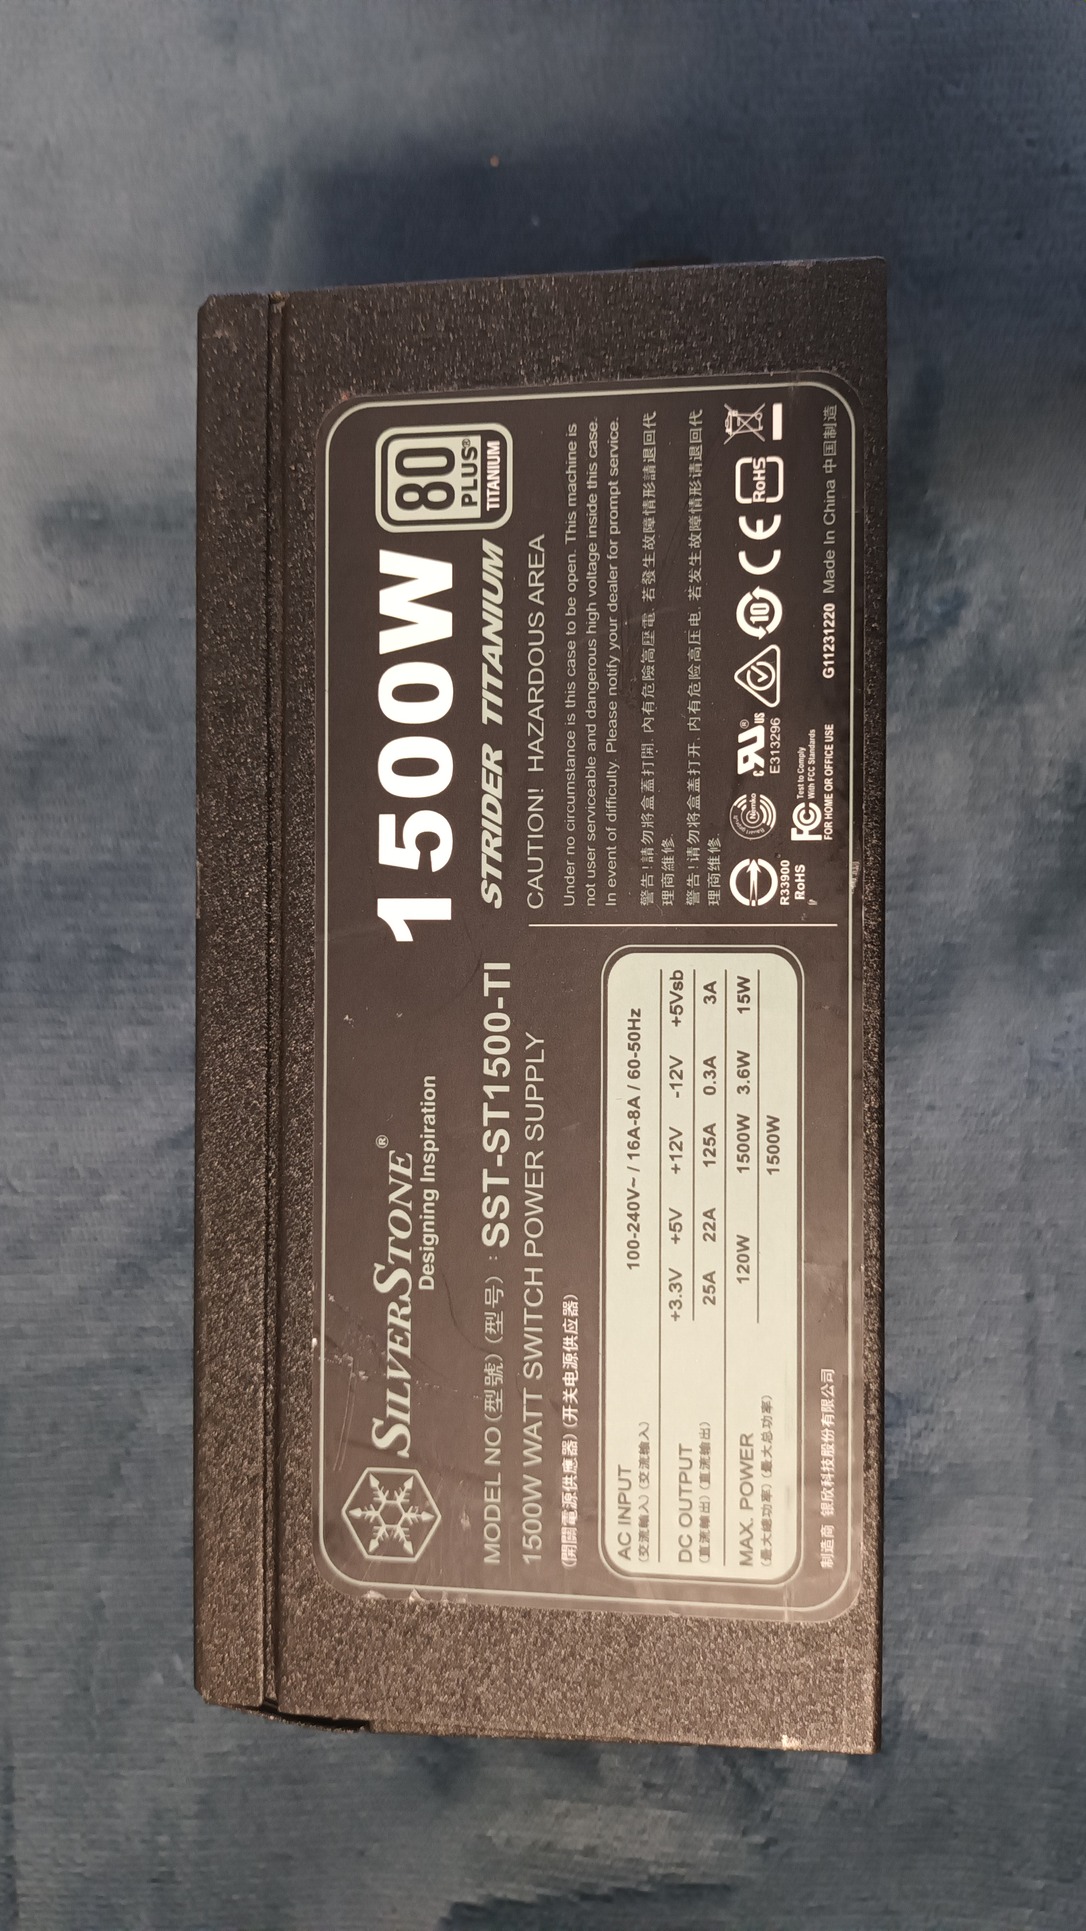 SILVERSTONE®
Designing Inspiration
1500W
80
PLUS®
TITANIUM
STRIDER TITANIUM
MODEL NO (型號) (型号) : SST-ST1500-TI
1500W WATT SWITCH POWER SUPPLY
(開關電源供應器) (开关电源供应器)
AC INPUT 100-240V~ / 16A-8A / 60-50Hz
(交流輸入) (交流输入)
DC OUTPUT +3.3V +5V +12V -12V +5Vsb
(直流輸出) (直流输出) 25A 22A 125A 0.3A 3A
MAX. POWER 120W 1500W 3.6W 15W
(最大總功率) (最大总功率) 1500W
制造商 银欣科技股份有限公司
CAUTION! HAZARDOUS AREA
Under no circumstance is this case to be open. This machine is
not user serviceable and dangerous high voltage inside this case.
In event of difficulty. Please notify your dealer for prompt service.
警告!請勿將盒蓋打開, 內有危險高壓電, 若發生故障情形請退回代
理商維修.
警告!请勿将盒盖打开, 内有危险高压电, 若发生故障情形请退回代
理商维修.
R33900
RoHS
Nemko
c RU US
E313296
10
CE
RoHS
FC Test to Comply
With FCC Standards
FOR HOME OR OFFICE USE
G11231220 Made In China 中国制造